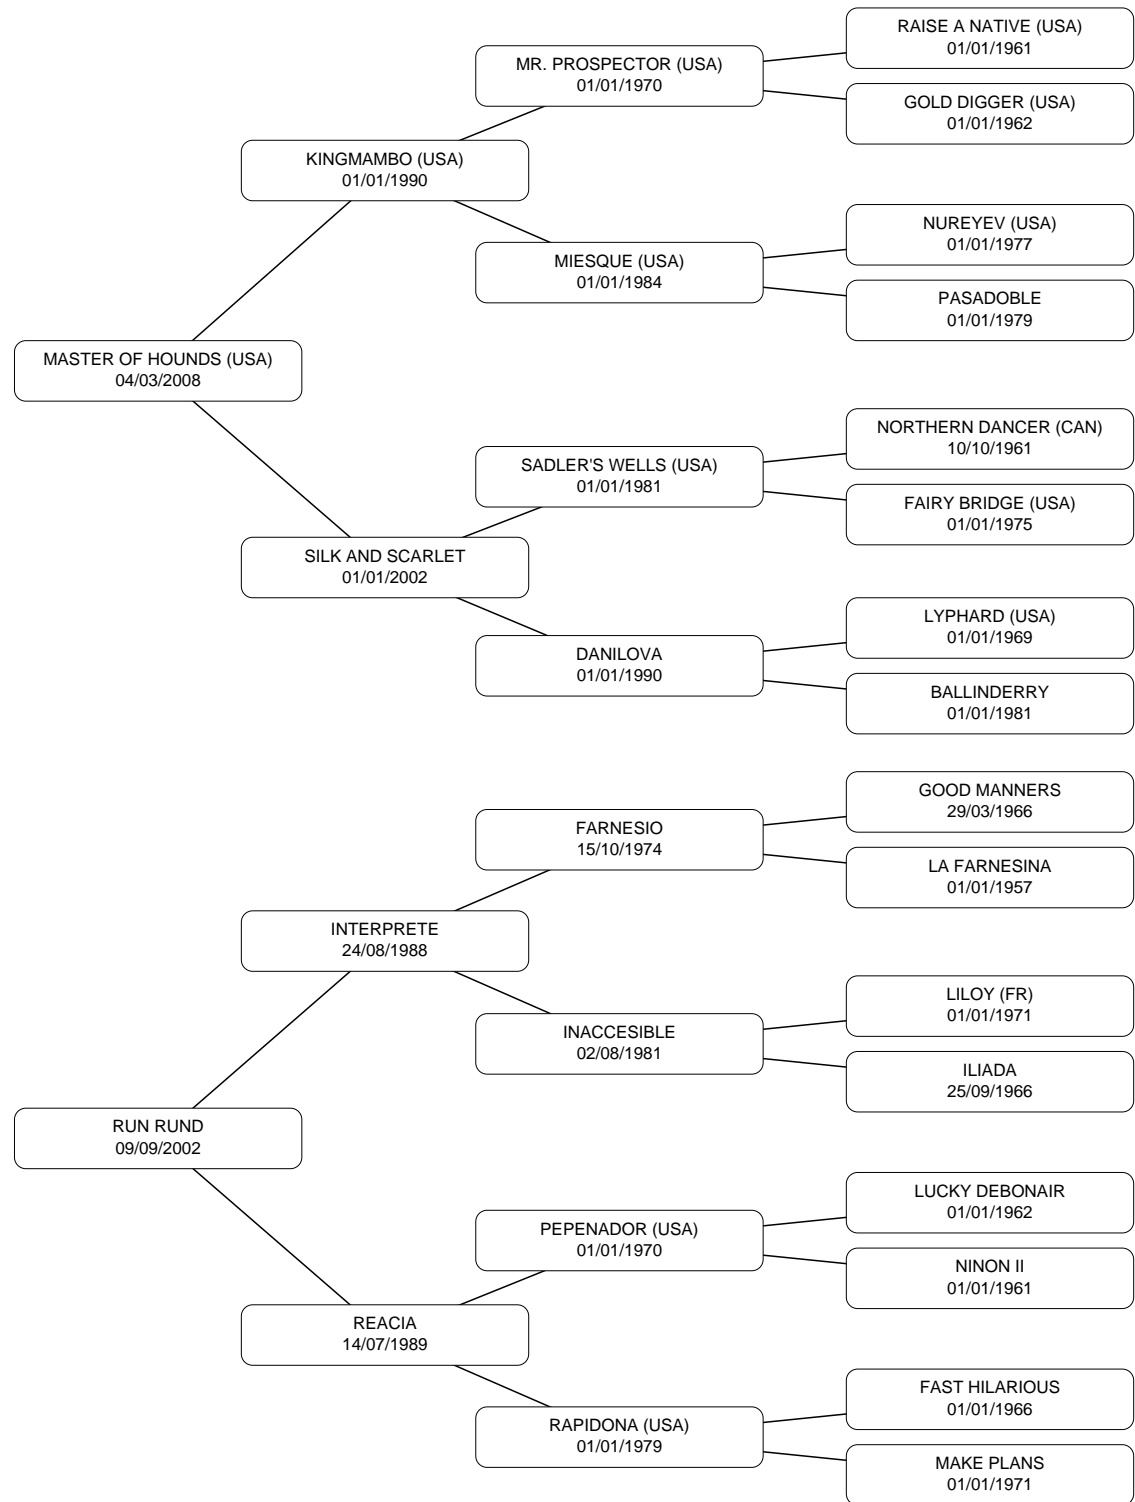 RAISE A NATIVE (USA)
01/01/1961
MR. PROSPECTOR (USA)
01/01/1970
GOLD DIGGER (USA)
01/01/1962
KINGMAMBO (USA)
01/01/1990
NUREYEV (USA)
01/01/1977
MIESQUE (USA)
01/01/1984
PASADOBLE
01/01/1979
MASTER OF HOUNDS (USA)
04/03/2008
NORTHERN DANCER (CAN)
10/10/1961
SADLER'S WELLS (USA)
01/01/1981
FAIRY BRIDGE (USA)
01/01/1975
SILK AND SCARLET
01/01/2002
LYPHARD (USA)
01/01/1969
DANILOVA
01/01/1990
BALLINDERRY
01/01/1981
GOOD MANNERS
29/03/1966
FARNESIO
15/10/1974
LA FARNESINA
01/01/1957
INTERPRETE
24/08/1988
LILOY (FR)
01/01/1971
INACCESIBLE
02/08/1981
ILIADA
25/09/1966
RUN RUND
09/09/2002
LUCKY DEBONAIR
01/01/1962
PEPENADOR (USA)
01/01/1970
NINON II
01/01/1961
REACIA
14/07/1989
FAST HILARIOUS
01/01/1966
RAPIDONA (USA)
01/01/1979
MAKE PLANS
01/01/1971